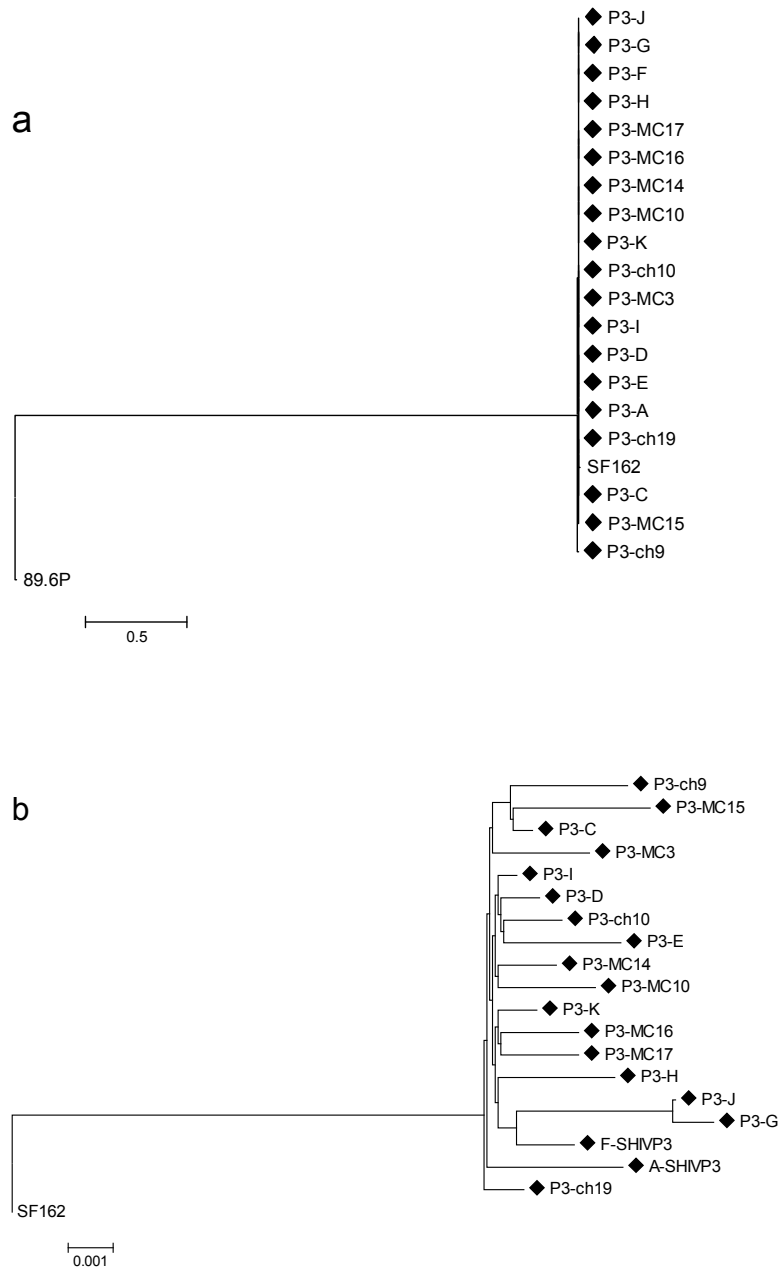 a
P3-J
P3-G
P3-F
P3-H
P3-MC17
P3-MC16
P3-MC14
P3-MC10
P3-K
P3-ch10
P3-MC3
P3-I
P3-D
P3-E
P3-A
P3-ch19
SF162
P3-C
P3-MC15
P3-ch9
89.6P
0.5
b
P3-ch9
P3-MC15
P3-C
P3-MC3
P3-I
P3-D
P3-ch10
P3-E
P3-MC14
P3-MC10
P3-K
P3-MC16
P3-MC17
P3-H
P3-J
P3-G
F-SHIVP3
A-SHIVP3
P3-ch19
SF162
0.001